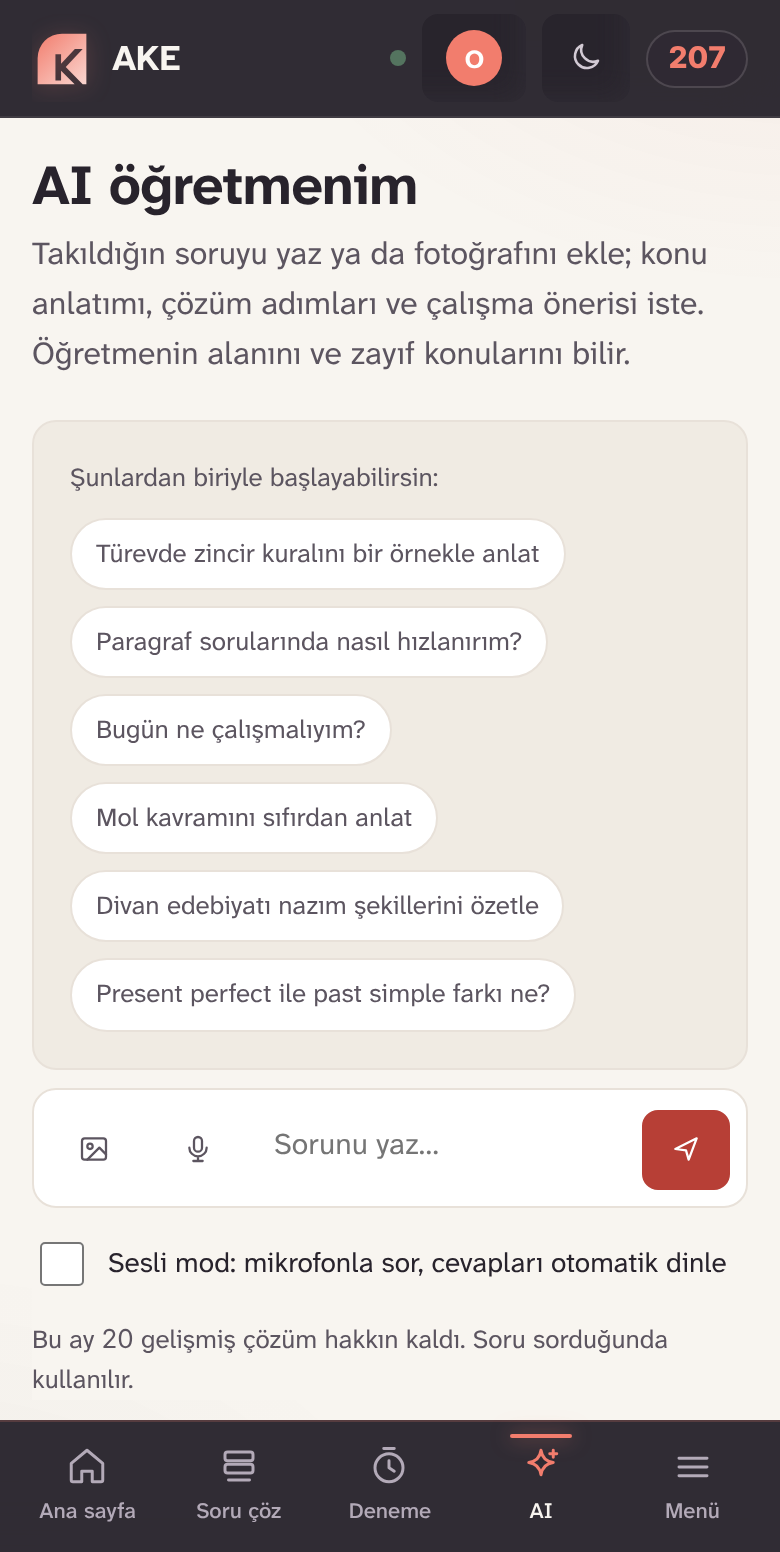 K AKE
O
207
AI öğretmenim
Takıldığın soruyu yaz ya da fotoğrafını ekle; konu
anlatımı, çözüm adımları ve çalışma önerisi iste.
Öğretmenin alanını ve zayıf konularını bilir.
Şunlardan biriyle başlayabilirsin:
Türevde zincir kuralını bir örnekle anlat
Paragraf sorularında nasıl hızlanırım?
Bugün ne çalışmalıyım?
Mol kavramını sıfırdan anlat
Divan edebiyatı nazım şekillerini özetle
Present perfect ile past simple farkı ne?
Sorunu yaz...
Sesli mod: mikrofonla sor, cevapları otomatik dinle
Bu ay 20 gelişmiş çözüm hakkın kaldı. Soru sorduğunda
kullanılır.
Ana sayfa
Soru çöz
Deneme
AI
Menü